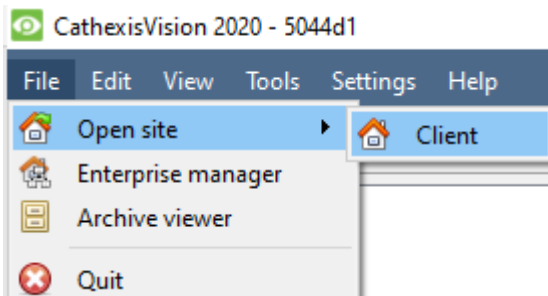 CathexisVision 2020 - 5044d1
File Edit View Tools Settings Help
Open site Client
Enterprise manager
Archive viewer
Quit